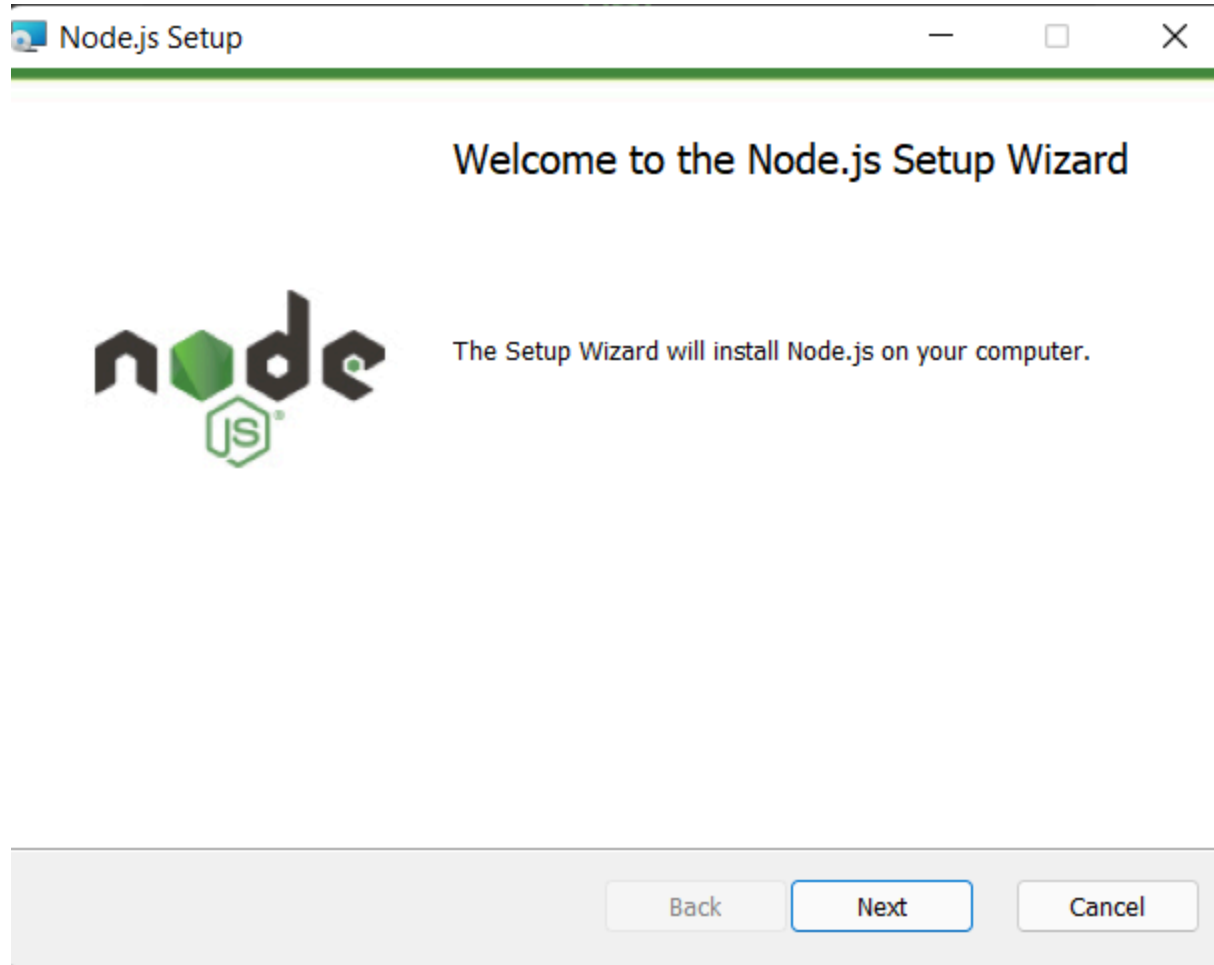 Node.js Setup
Welcome to the Node.js Setup Wizard
node
JS®
The Setup Wizard will install Node.js on your computer.
Back Next Cancel